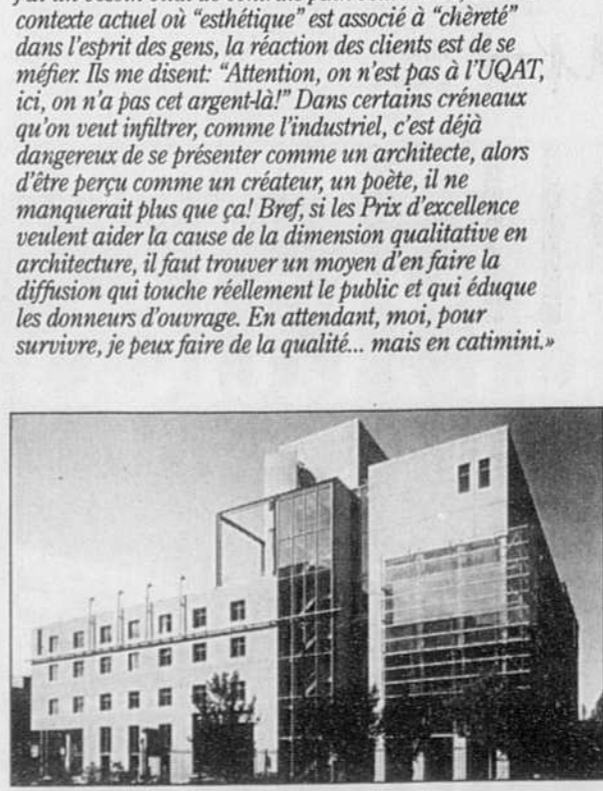 contexte actuel où “esthétique” est associé à “chèreté”
dans l'esprit des gens, la réaction des clients est de se
méfier. Ils me disent: “Attention, on n'est pas à l'UQAT,
ici, on n'a pas cet argent-là!” Dans certains créneaux
qu'on veut infiltrer, comme l'industriel, c'est déjà
dangereux de se présenter comme un architecte, alors
d'être perçu comme un créateur, un poète, il ne
manquerait plus que ça! Bref, si les Prix d'excellence
veulent aider la cause de la dimension qualitative en
architecture, il faut trouver un moyen d'en faire la
diffusion qui touche réellement le public et qui éduque
les donneurs d'ouvrage. En attendant, moi, pour
survivre, je peux faire de la qualité... mais en catimini.»